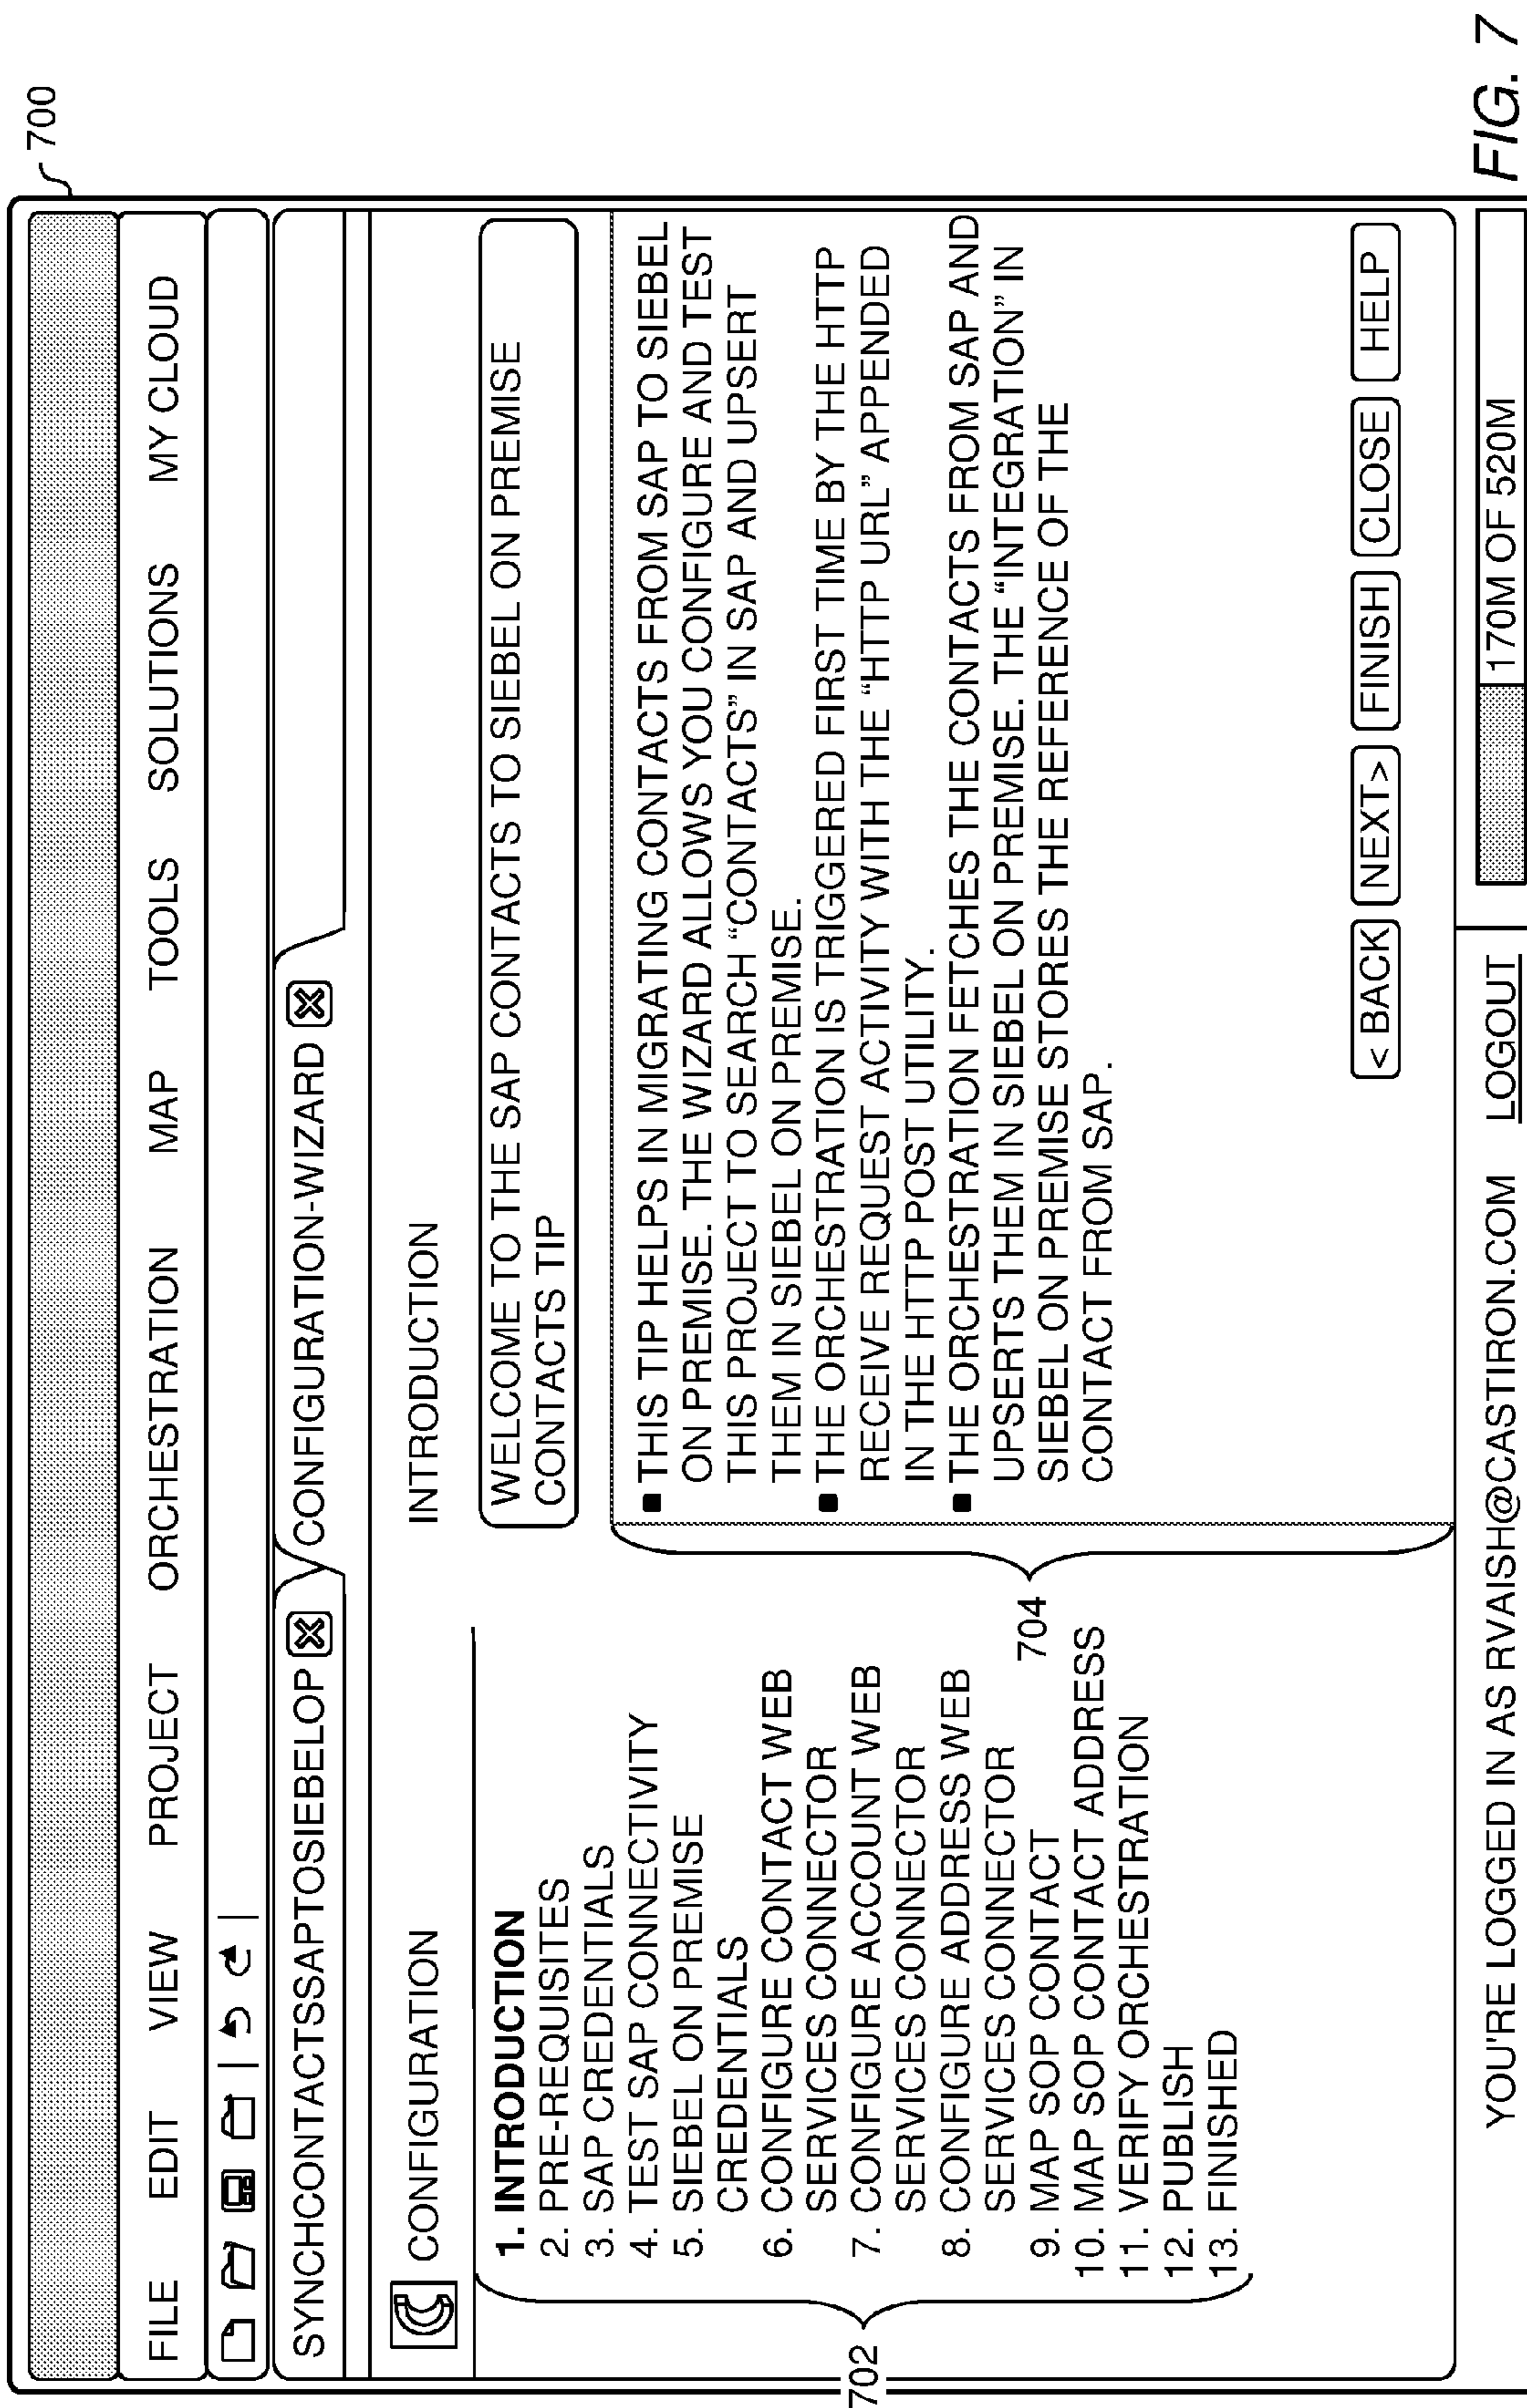 700
FILE EDIT VIEW PROJECT ORCHESTRATION MAP TOOLS SOLUTIONS MY CLOUD
SYNCHCONTACTSSAPTOSIEBELOP CONFIGURATION-WIZARD
CONFIGURATION
702
1. INTRODUCTION
2. PRE-REQUISITES
3. SAP CREDENTIALS
4. TEST SAP CONNECTIVITY
5. SIEBEL ON PREMISE
CREDENTIALS
6. CONFIGURE CONTACT WEB
SERVICES CONNECTOR
7. CONFIGURE ACCOUNT WEB
SERVICES CONNECTOR
8. CONFIGURE ADDRESS WEB
SERVICES CONNECTOR
9. MAP SOP CONTACT
10. MAP SOP CONTACT ADDRESS
11. VERIFY ORCHESTRATION
12. PUBLISH
13. FINISHED
INTRODUCTION
WELCOME TO THE SAP CONTACTS TO SIEBEL ON PREMISE
CONTACTS TIP
704
■ THIS TIP HELPS IN MIGRATING CONTACTS FROM SAP TO SIEBEL
ON PREMISE. THE WIZARD ALLOWS YOU CONFIGURE AND TEST
THIS PROJECT TO SEARCH “CONTACTS” IN SAP AND UPSERT
THEM IN SIEBEL ON PREMISE.
■ THE ORCHESTRATION IS TRIGGERED FIRST TIME BY THE HTTP
RECEIVE REQUEST ACTIVITY WITH THE “HTTP URL” APPENDED
IN THE HTTP POST UTILITY.
■ THE ORCHESTRATION FETCHES THE CONTACTS FROM SAP AND
UPSERTS THEM IN SIEBEL ON PREMISE. THE “INTEGRATION” IN
SIEBEL ON PREMISE STORES THE REFERENCE OF THE
CONTACT FROM SAP.
< BACK NEXT> FINISH CLOSE HELP
YOU'RE LOGGED IN AS RVAISH@CASTIRON.COM LOGOUT 170M OF 520M
FIG. 7